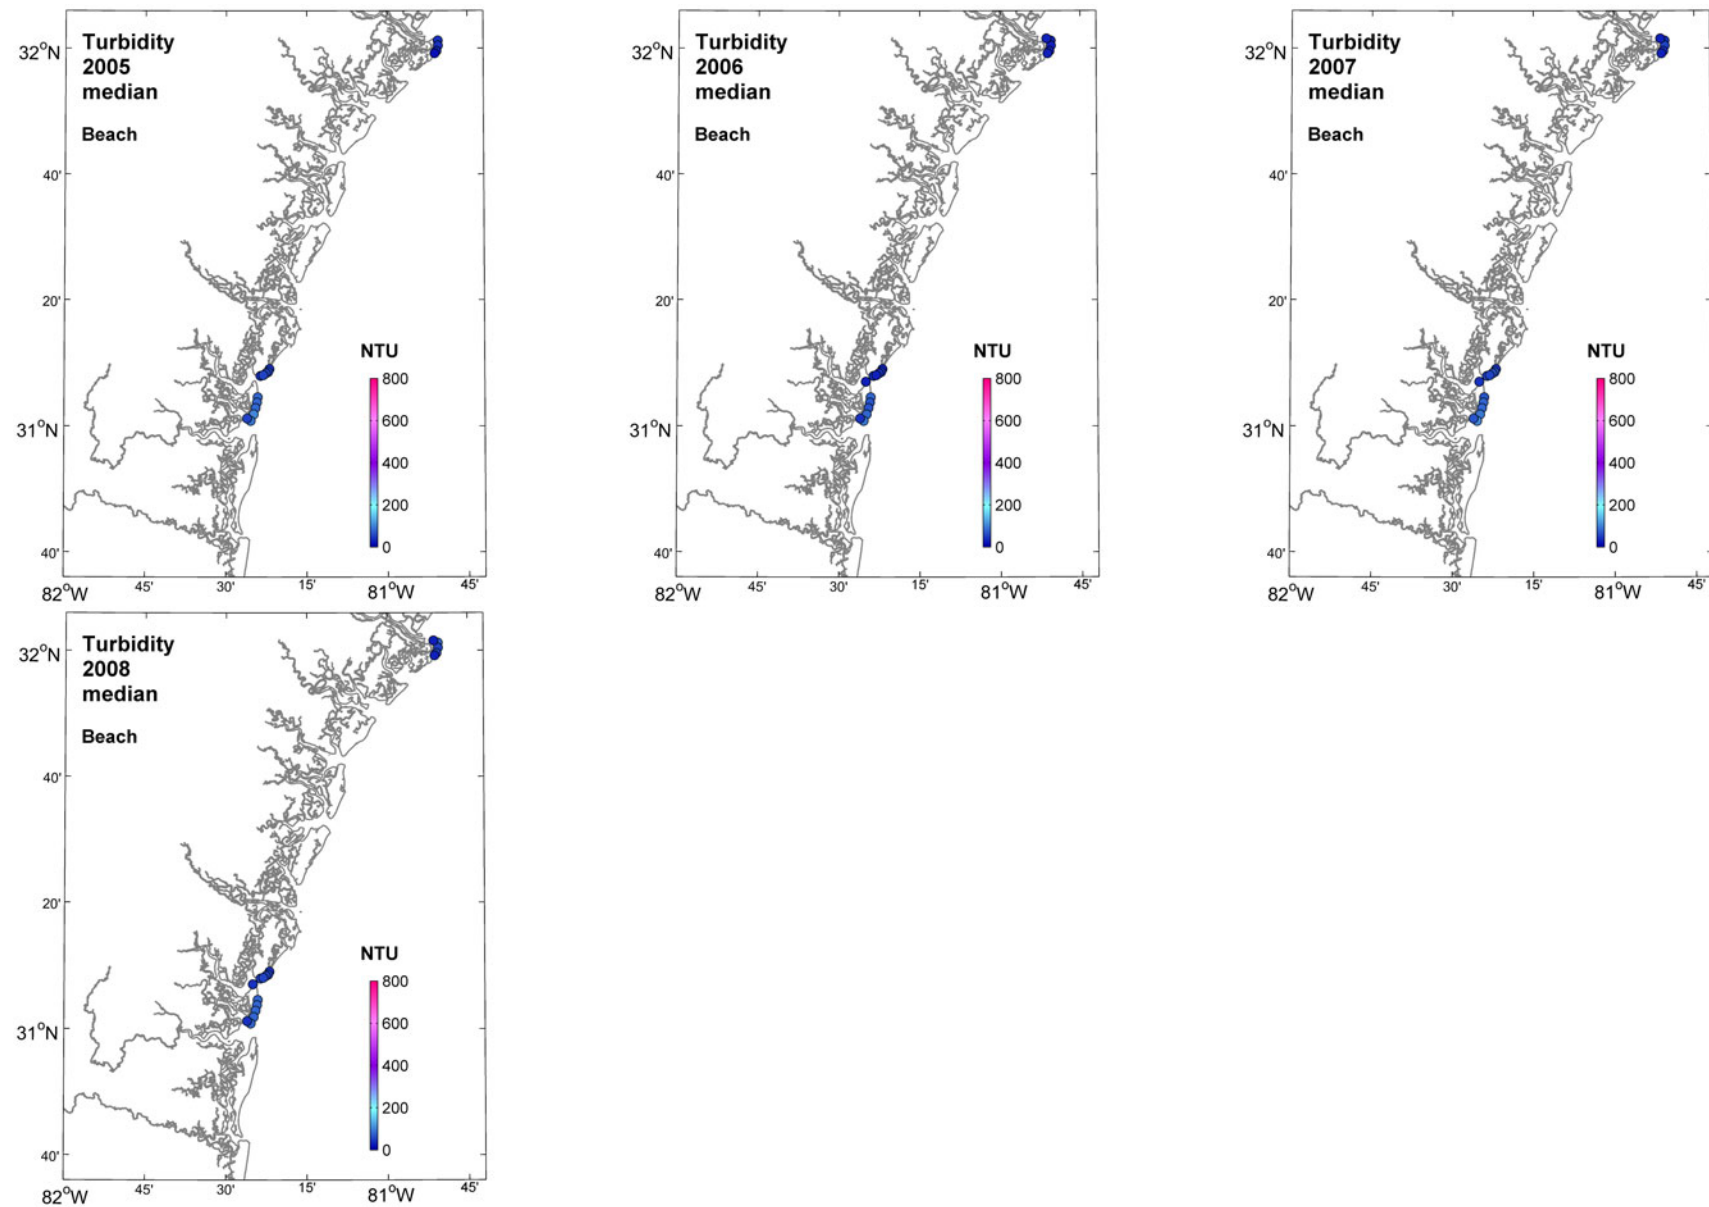 Turbidity
2005
median
Beach
32°N
40'
20'
31°N
40'
82°W
45'
30'
15'
81°W
45'
NTU
800
600
400
200
0
Turbidity
2006
median
Beach
32°N
40'
20'
31°N
40'
82°W
45'
30'
15'
81°W
45'
NTU
800
600
400
200
0
Turbidity
2007
median
Beach
32°N
40'
20'
31°N
40'
82°W
45'
30'
15'
81°W
45'
NTU
800
600
400
200
0
Turbidity
2008
median
Beach
32°N
40'
20'
31°N
40'
82°W
45'
30'
15'
81°W
45'
NTU
800
600
400
200
0